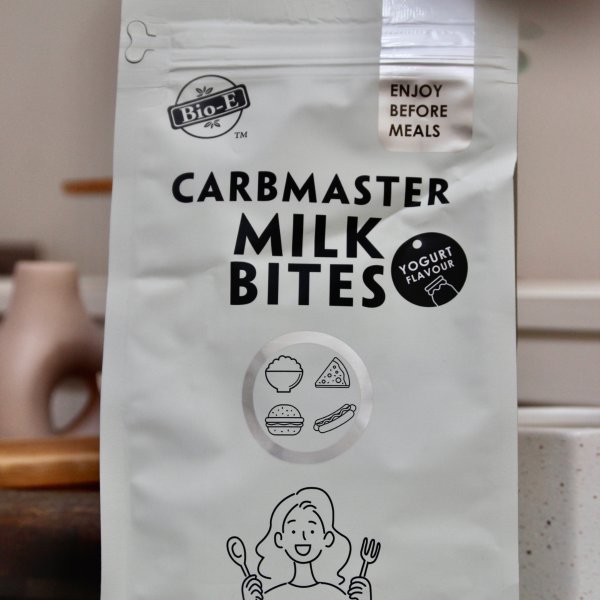 Bio-E
TM
ENJOY
BEFORE
MEALS
CARBMASTER
MILK
BITES
YOGURT
FLAVOUR